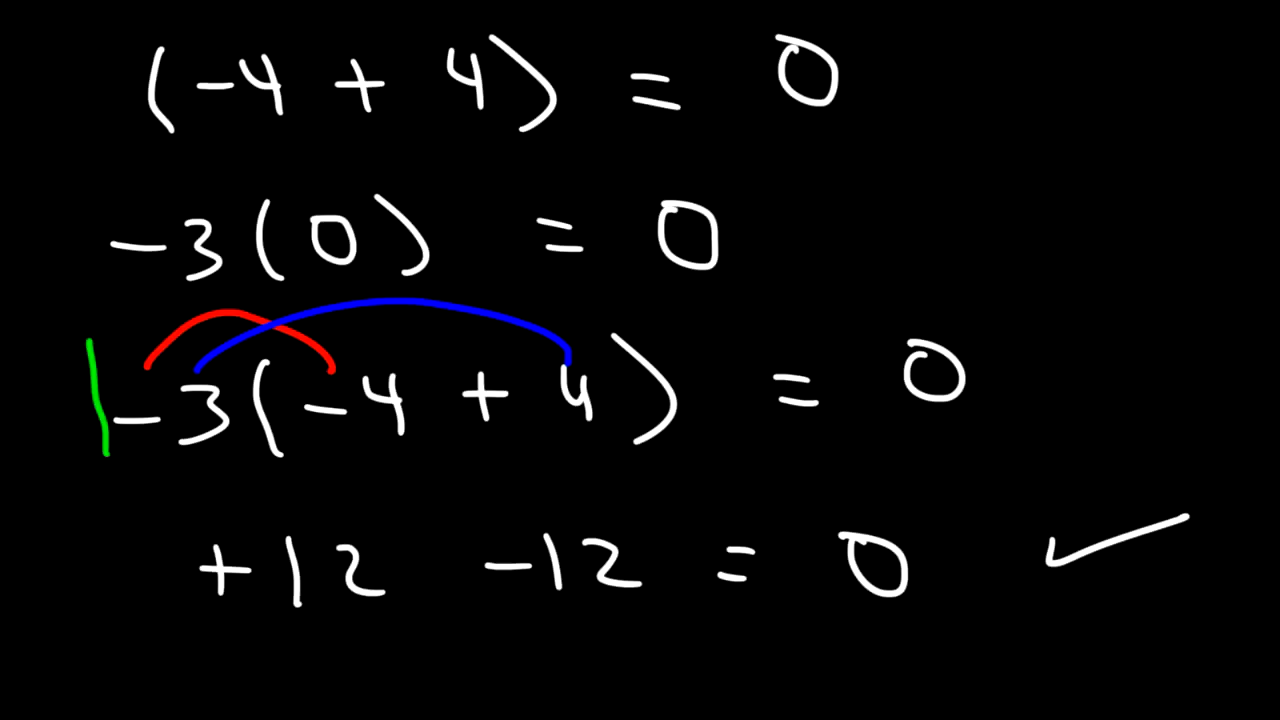 (-4 + 4) = 0
-3(0) = 0
-3(-4 + 4) = 0
+12 -12 = 0 ✓